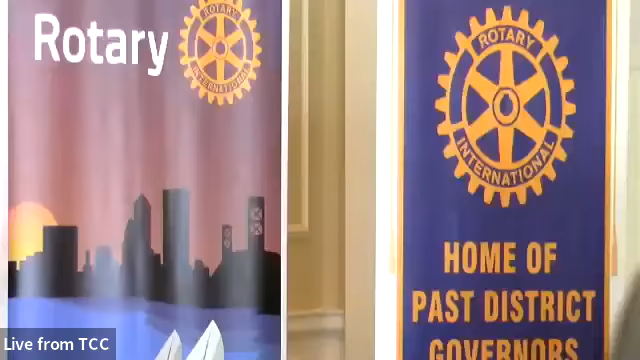 Rotary
ROTARY
INTERNATIONAL
ROTARY
INTERNATIONAL
HOME OF
PAST DISTRICT
GOVERNORS
Live from TCC